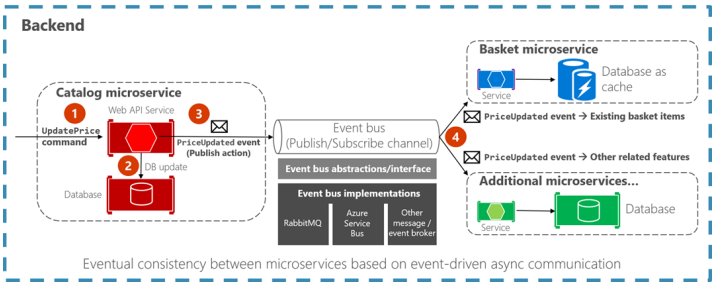 Backend
Catalog microservice
Web API Service
1
UpdatePrice
command
2
DB update
Database
3
PriceUpdated event
(Publish action)
Event bus
(Publish/Subscribe channel)
Event bus abstractions/interface
Event bus implementations
RabbitMQ
Azure
Service
Bus
Other
message /
event broker
4
Basket microservice
Service
Database as
cache
PriceUpdated event → Existing basket items
PriceUpdated event → Other related features
Additional microservices...
Service
Database
Eventual consistency between microservices based on event-driven async communication